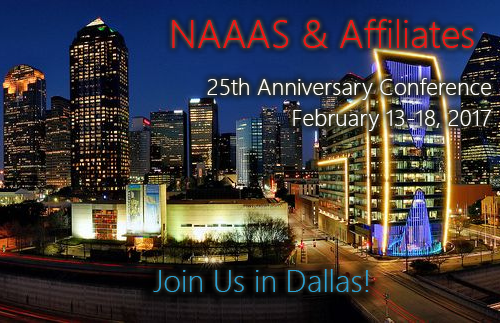 NAAAS & Affiliates
25th Anniversary Conference
February 13-18, 2017
Join Us in Dallas!